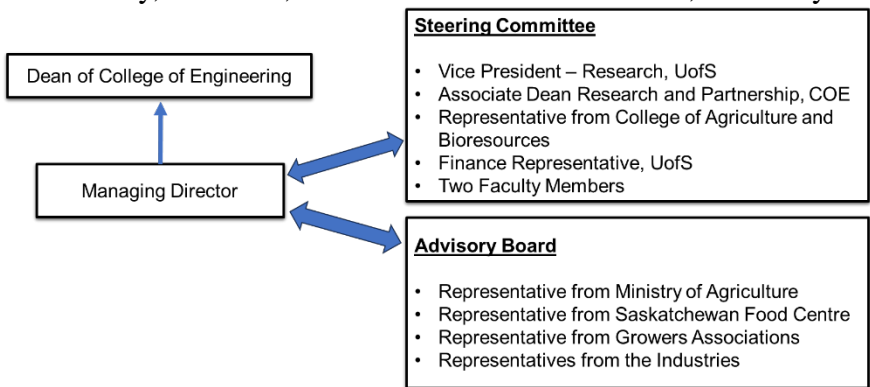 Dean of College of Engineering
Managing Director
Steering Committee
• Vice President – Research, UofS
• Associate Dean Research and Partnership, COE
• Representative from College of Agriculture and
Bioresources
• Finance Representative, UofS
• Two Faculty Members
Advisory Board
• Representative from Ministry of Agriculture
• Representative from Saskatchewan Food Centre
• Representative from Growers Associations
• Representatives from the Industries